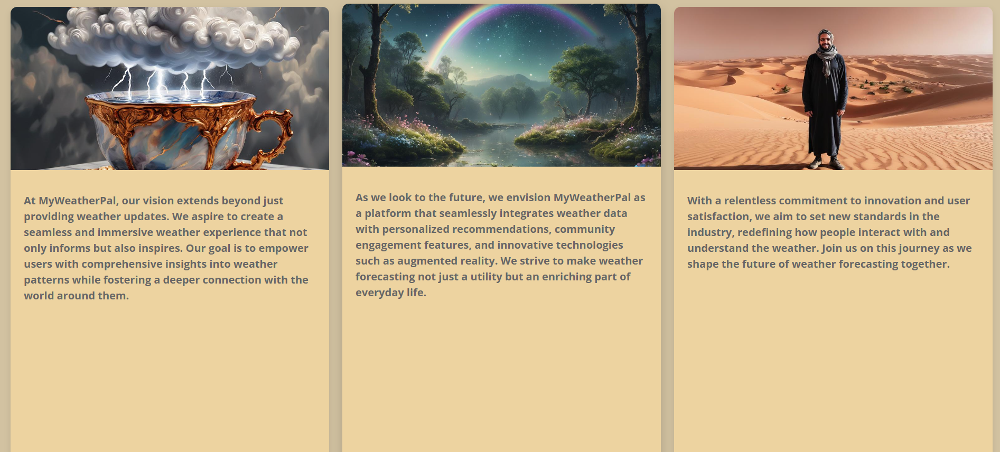 At MyWeatherPal, our vision extends beyond just
providing weather updates. We aspire to create a
seamless and immersive weather experience that not
only informs but also inspires. Our goal is to empower
users with comprehensive insights into weather
patterns while fostering a deeper connection with the
world around them.
As we look to the future, we envision MyWeatherPal as
a platform that seamlessly integrates weather data
with personalized recommendations, community
engagement features, and innovative technologies
such as augmented reality. We strive to make weather
forecasting not just a utility but an enriching part of
everyday life.
With a relentless commitment to innovation and user
satisfaction, we aim to set new standards in the
industry, redefining how people interact with and
understand the weather. Join us on this journey as we
shape the future of weather forecasting together.